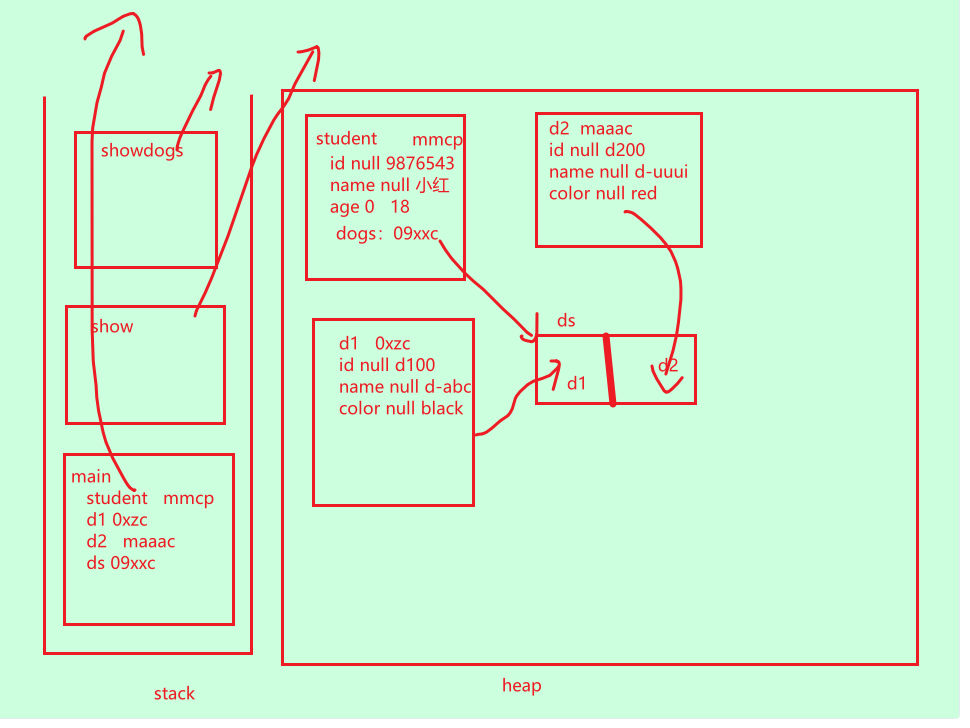 showdogs
show
main
student mmcp
d1 0xzc
d2 maaac
ds 09xxc
stack
student mmcp
id null 9876543
name null 小红
age 0 18
dogs：09xxc
d2 maaac
id null d200
name null d-uuui
color null red
d1 0xzc
id null d100
name null d-abc
color null black
ds
d1
d2
heap